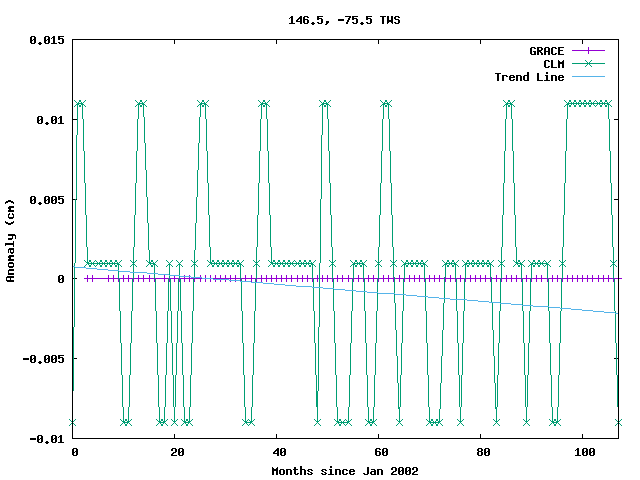 146.5, -75.5 TWS
GRACE
CLM
Trend Line
0.015
0.01
0.005
0
-0.005
-0.01
Anomaly (cm)
0 20 40 60 80 100
Months since Jan 2002